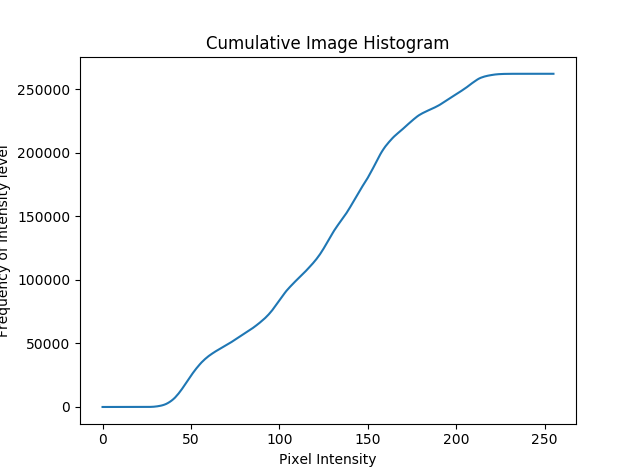 Cumulative Image Histogram
Frequency of intensity level
250000
200000
150000
100000
50000
0
0 50 100 150 200 250
Pixel Intensity